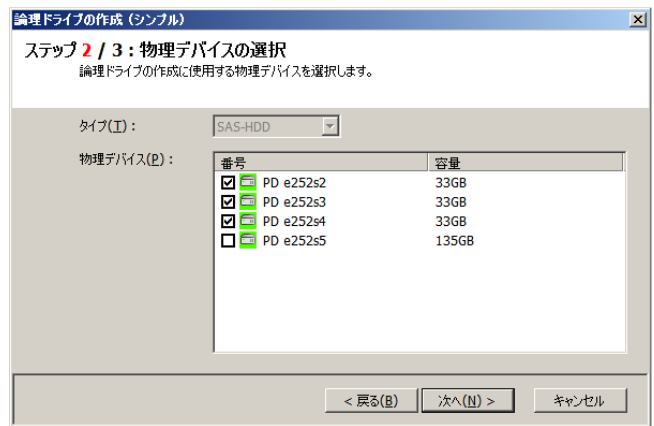 論理ドライブの作成 (シンプル)
ステップ 2 / 3 : 物理デバイスの選択
論理ドライブの作成に使用する物理デバイスを選択します。
タイプ(T) : SAS-HDD
物理デバイス(P) :
番号 容量
PD e252s2 33GB
PD e252s3 33GB
PD e252s4 33GB
PD e252s5 135GB
< 戻る(B) 次へ(N) > キャンセル